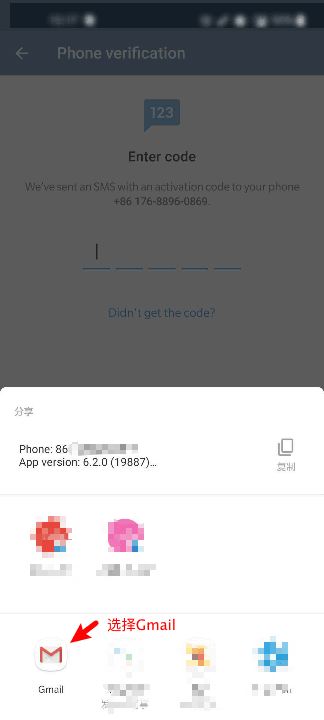 Phone verification
123
Enter code
We've sent an SMS with an activation code to your phone
+86 176-8896-0869.
Didn't get the code?
分享
Phone: 86
App version: 6.2.0 (19887)...
复制
选择Gmail
Gmail